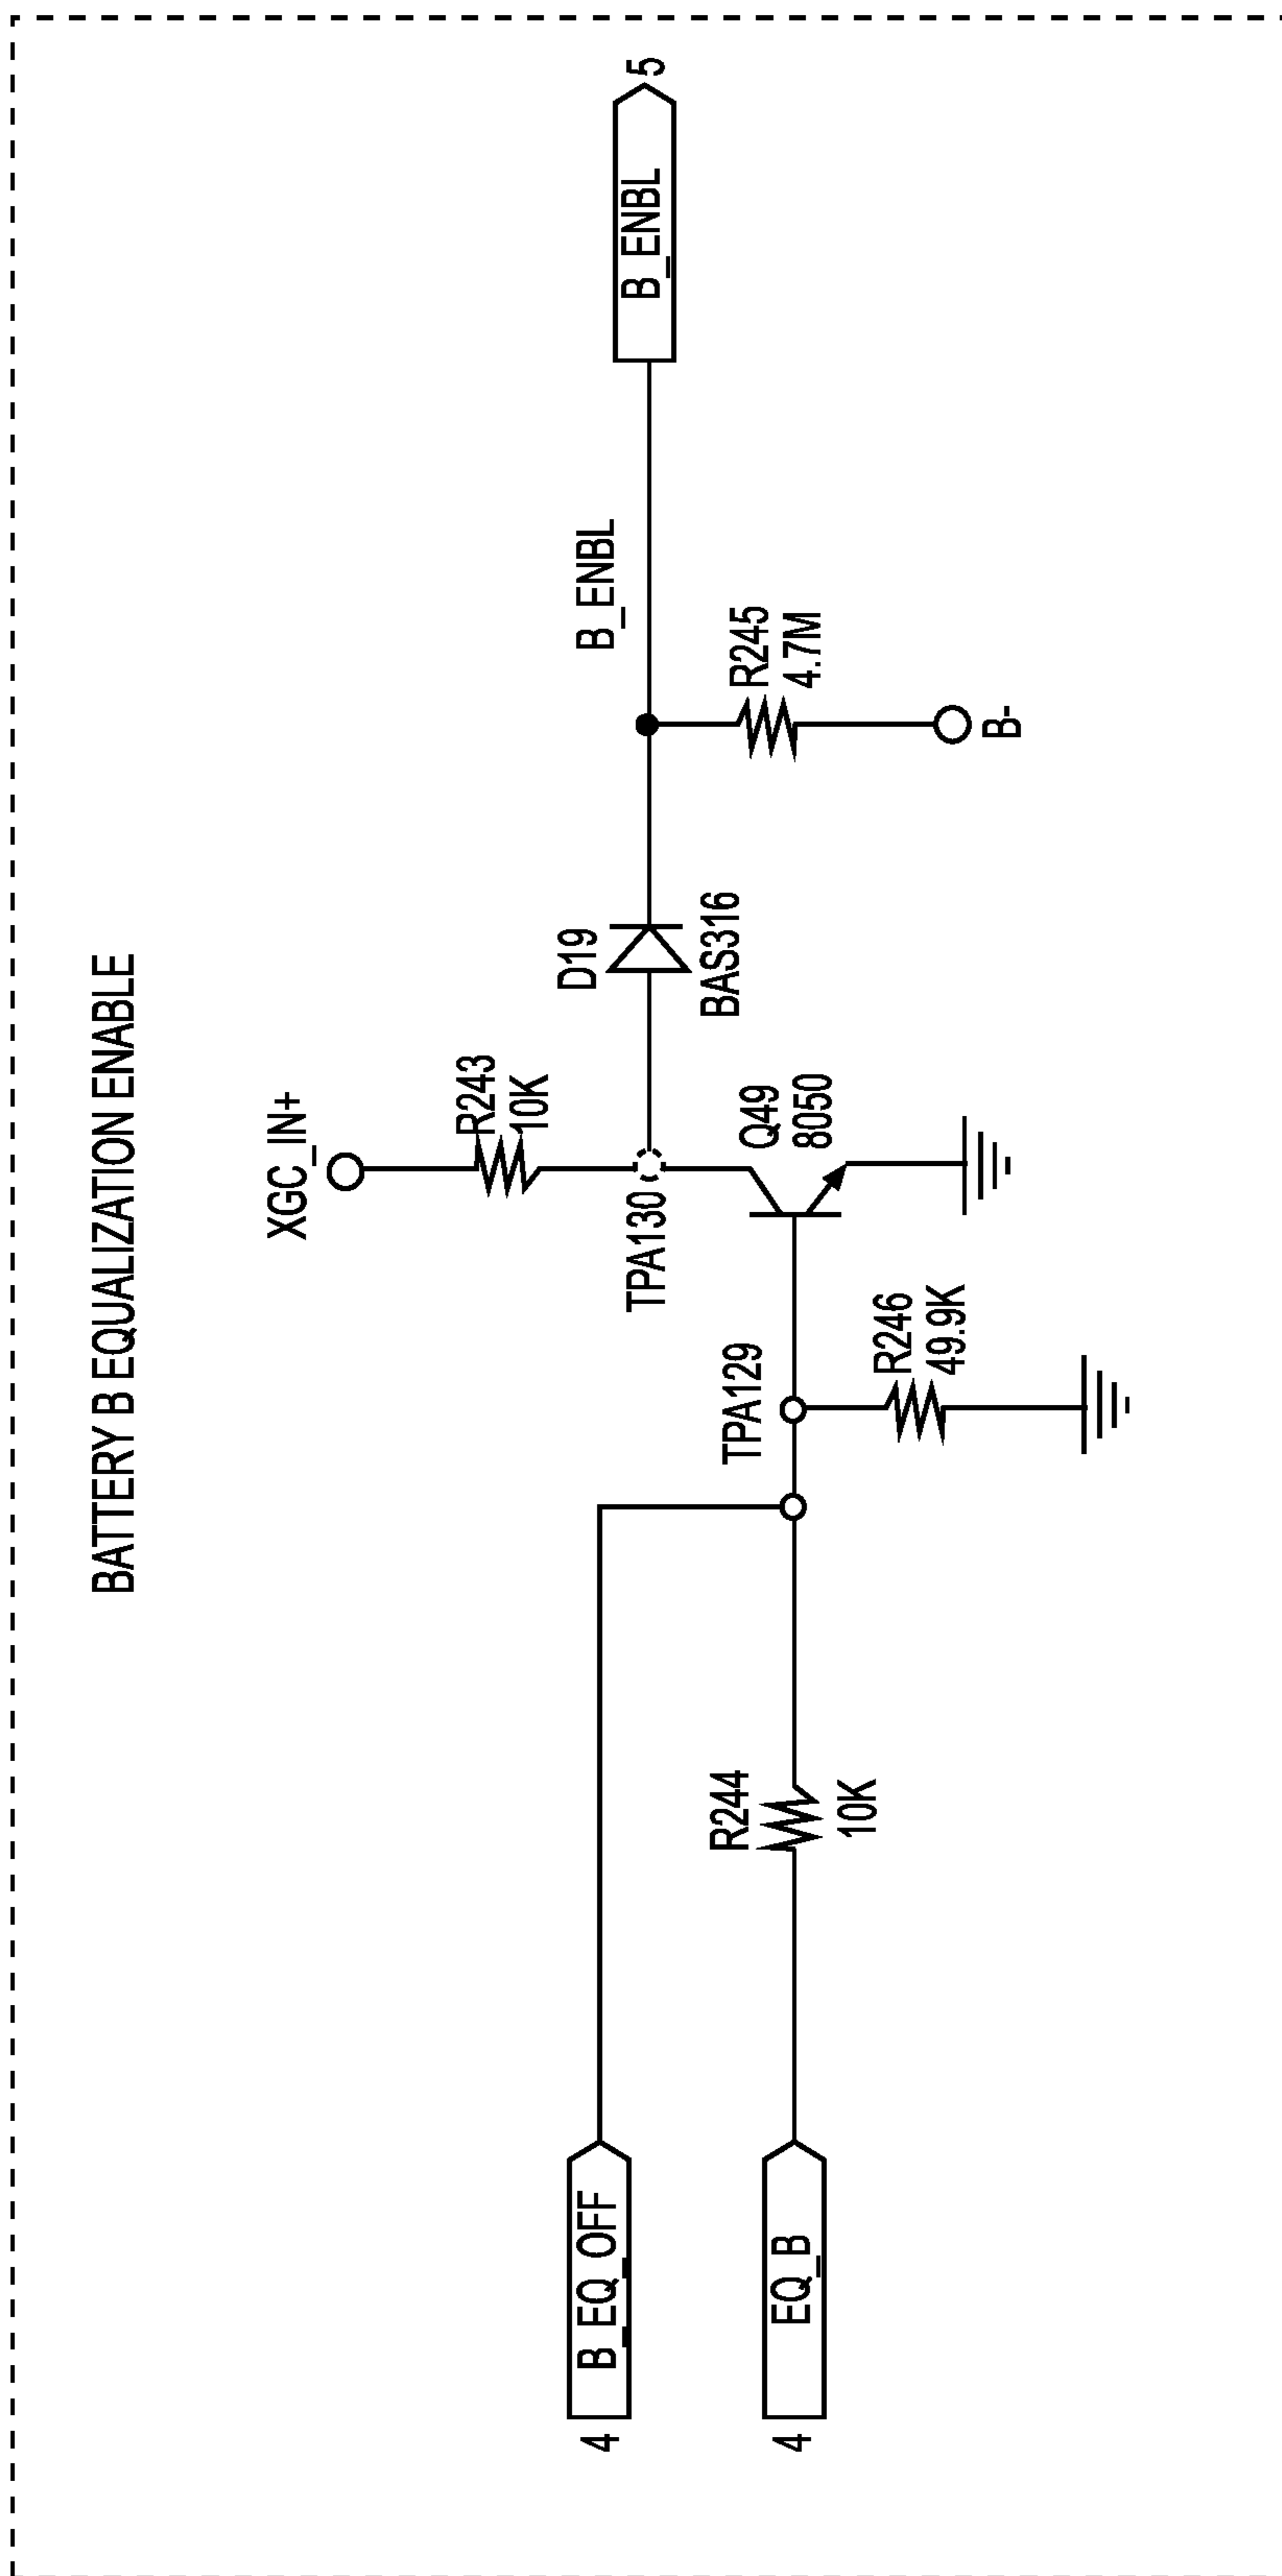 BATTERY B EQUALIZATION ENABLE
XGC_IN+
R243
10K
TPA130
D19
BAS316
B_ENBL
B_ENBL
5
R245
4.7M
B-
Q49
8050
TPA129
R246
49.9K
4
B_EQ_OFF
R244
10K
4
EQ_B